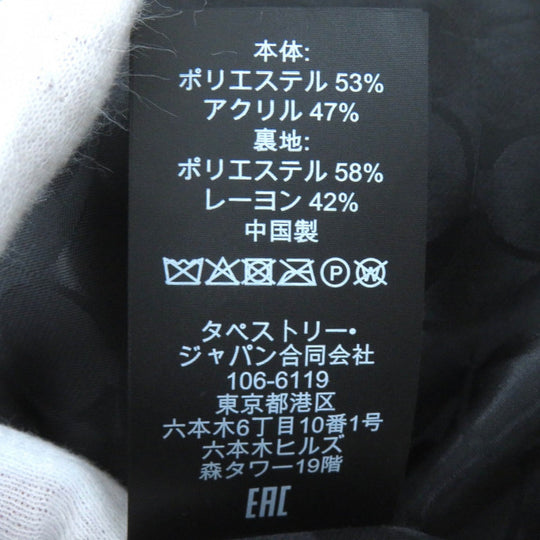 本体:
ポリエステル 53%
アクリル 47%
裏地:
ポリエステル 58%
レーヨン 42%
中国製
P W
タペストリー•
ジャパン合同会社
106-6119
東京都港区
六本木6丁目10番1号
六本木ヒルズ
森タワー19階
EAC